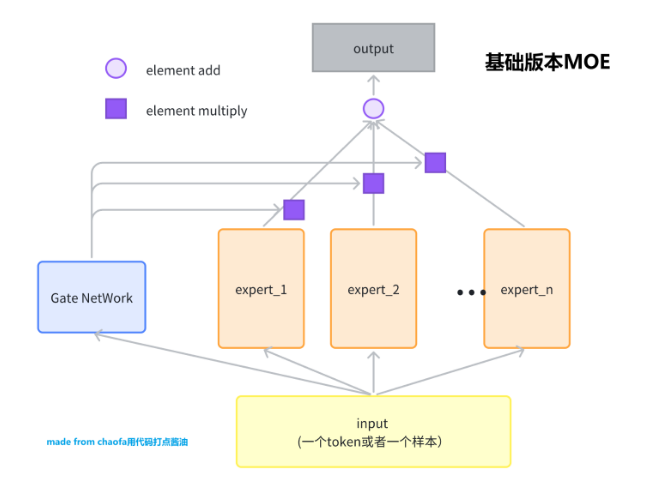 output
基础版本MOE
element add
element multiply
Gate NetWork
expert_1
expert_2
••• expert_n
input
(一个token或者一个样本）
made from chaofa用代码打点酱油